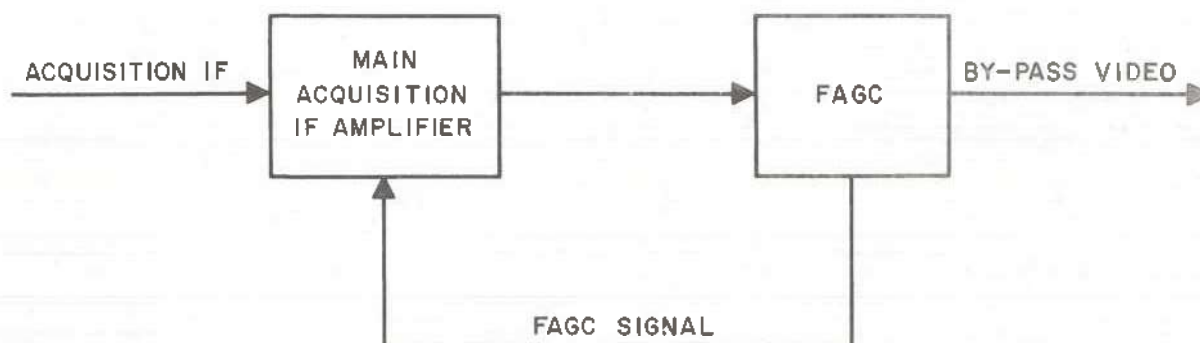 ACQUISITION IF
MAIN
ACQUISITION
IF AMPLIFIER
FAGC
BY-PASS VIDEO
FAGC SIGNAL